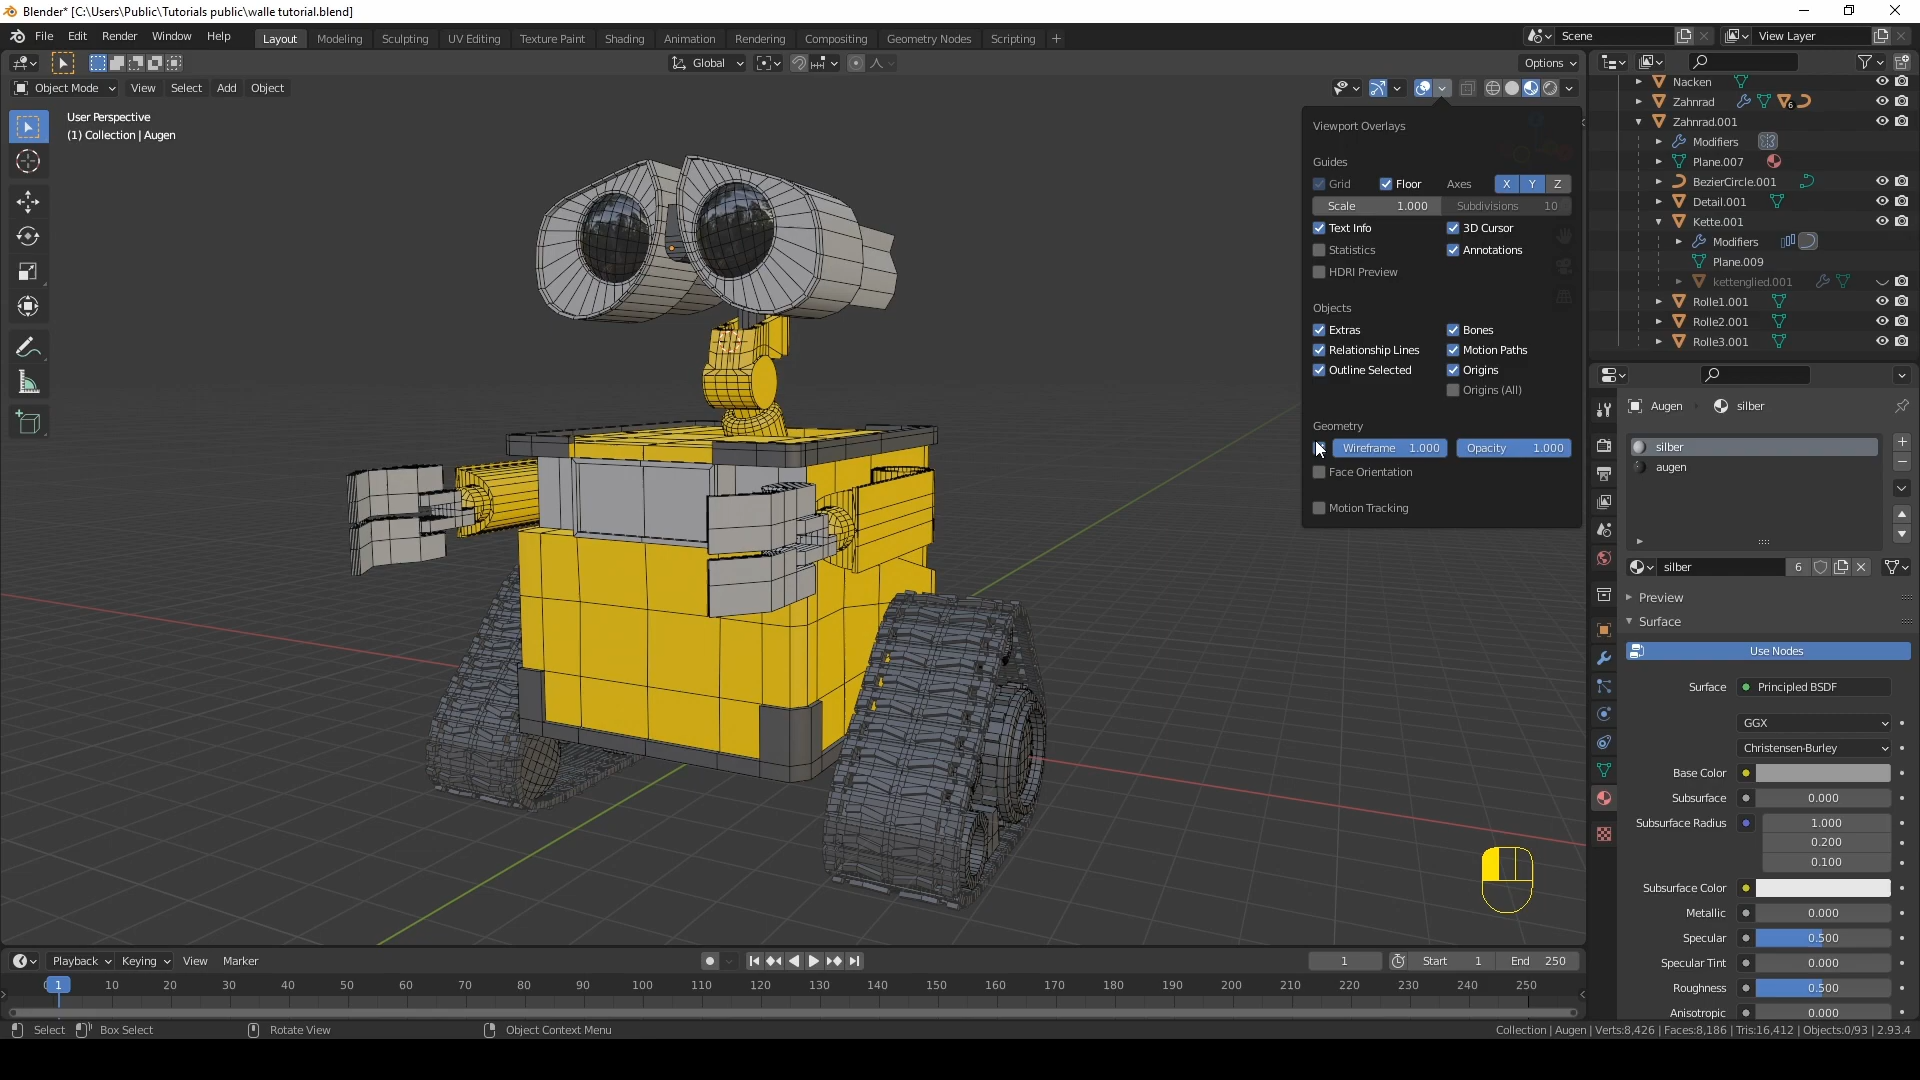 Blender* [C:\Users\Public\Tutorials public\walle tutorial.blend]
File Edit Render Window Help Layout Modeling Sculpting UV Editing Texture Paint Shading Animation Rendering Compositing Geometry Nodes Scripting + Scene View Layer
Global Options
Object Mode View Select Add Object
User Perspective
(1) Collection | Augen
Viewport Overlays
Guides
Grid Floor Axes X Y Z
Scale 1.000 Subdivisions 10
Text Info 3D Cursor
Statistics Annotations
HDRI Preview
Objects
Extras Bones
Relationship Lines Motion Paths
Outline Selected Origins
Origins (All)
Geometry
Wireframe 1.000 Opacity 1.000
Face Orientation
Motion Tracking
Nacken
Zahnrad 6
Zahnrad.001
Modifiers
Plane.007
BezierCircle.001
Detail.001
Kette.001
Modifiers
Plane.009
kettenglied.001
Rolle1.001
Rolle2.001
Rolle3.001
Augen silber
silber
augen
silber 6
Preview
Surface
Use Nodes
Surface Principled BSDF
GGX
Christensen-Burley
Base Color
Subsurface 0.000
Subsurface Radius 1.000
0.200
0.100
Subsurface Color
Metallic 0.000
Specular 0.500
Specular Tint 0.000
Roughness 0.500
Anisotropic 0.000
Playback Keying View Marker 1 Start 1 End 250
1 10 20 30 40 50 60 70 80 90 100 110 120 130 140 150 160 170 180 190 200 210 220 230 240 250
Select Box Select Rotate View Object Context Menu Collection | Augen | Verts:8,426 | Faces:8,186 | Tris:16,412 | Objects:0/93 | 2.93.4